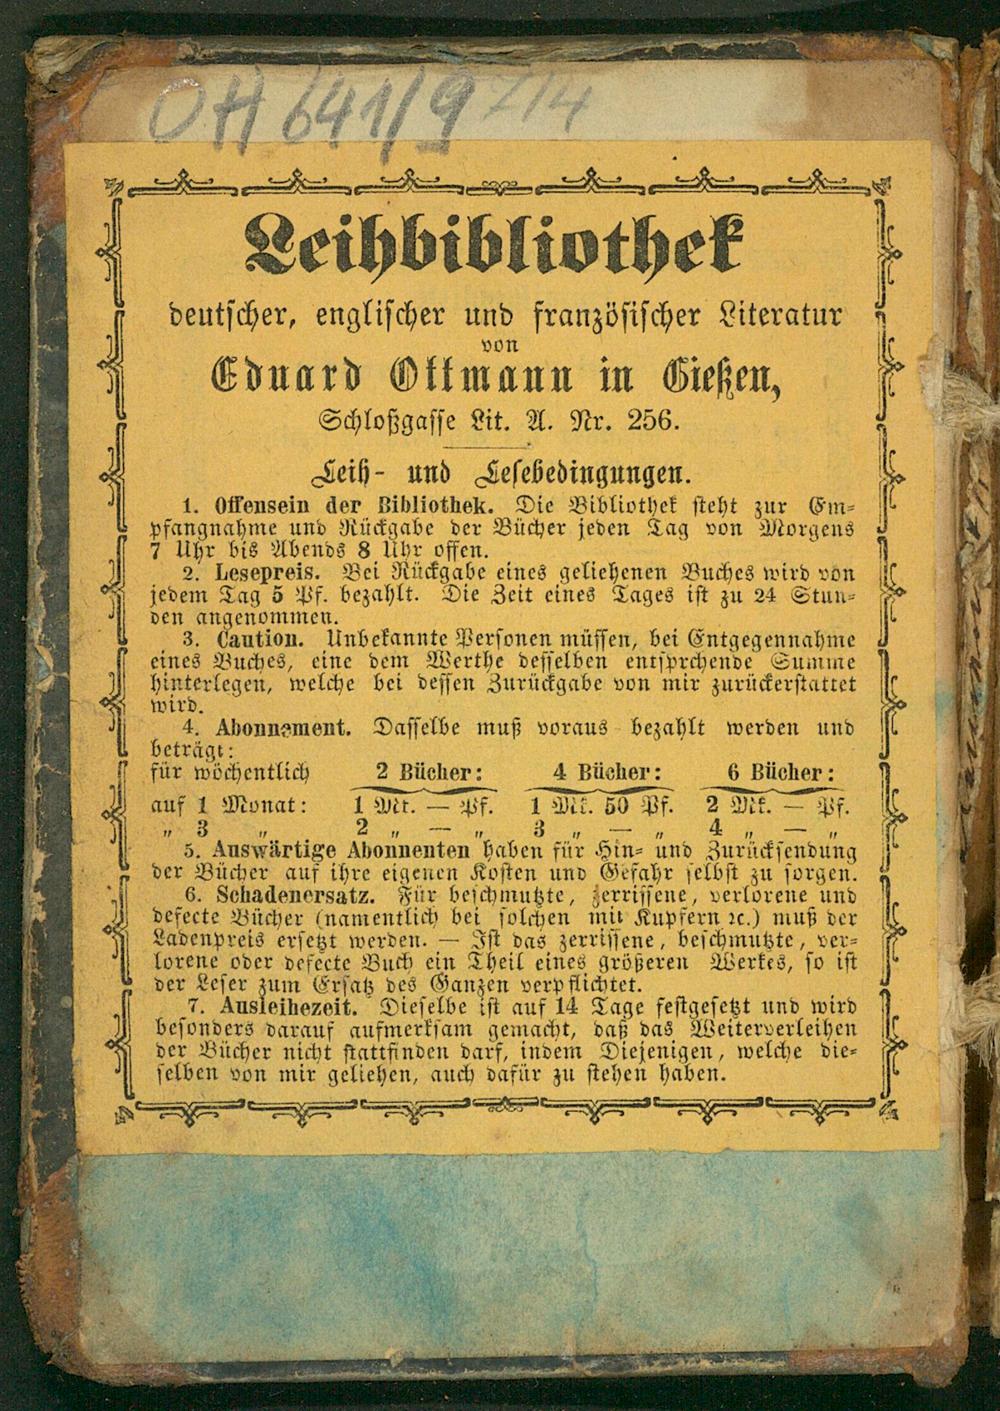 OH 641/9 714
Leihbibliothek
deutscher, englischer und französischer Literatur
von
Eduard Ottmann in Gießen,
Schloßgasse Lit. A. Nr. 256.
Leih- und Lesebedingungen.
1. Offensein der Bibliothek. Die Bibliothek steht zur Em-
pfangnahme und Rückgabe der Bücher jeden Tag von Morgens
7 Uhr bis Abends 8 Uhr offen.
2. Lesepreis. Bei Rückgabe eines geliehenen Buches wird von
jedem Tag 5 Pf. bezahlt. Die Zeit eines Tages ist zu 24 Stun-
den angenommen.
3. Caution. Unbekannte Personen müssen, bei Entgegennahme
eines Buches, eine dem Werthe desselben entsprchende Summe
hinterlegen, welche bei dessen Zurückgabe von mir zurückerstattet
wird.
4. Abonnement. Dasselbe muß voraus bezahlt werden und
beträgt:
für wöchentlich 2 Bücher: 4 Bücher: 6 Bücher:
auf 1 Monat: 1 Mk. — Pf. 1 Mk. 50 Pf. 2 Mk. — Pf.
„ 3 „ 2 „ — „ 3 „ — „ 4 „ — „
5. Auswärtige Abonnenten haben für Hin- und Zurücksendung
der Bücher auf ihre eigenen Kosten und Gefahr selbst zu sorgen.
6. Schadenersatz. Für beschmutzte, zerrissene, verlorene und
defecte Bücher (namentlich bei solchen mit Kupfern ꝛc.) muß der
Ladenpreis ersetzt werden. — Ist das zerrissene, beschmutzte, ver-
lorene oder defecte Buch ein Theil eines größeren Werkes, so ist
der Leser zum Ersatz des Ganzen verpflichtet.
7. Ausleihezeit. Dieselbe ist auf 14 Tage festgesetzt und wird
besonders darauf aufmerksam gemacht, daß das Weiterverleihen
der Bücher nicht stattfinden darf, indem Diejenigen, welche die-
selben von mir geliehen, auch dafür zu stehen haben.